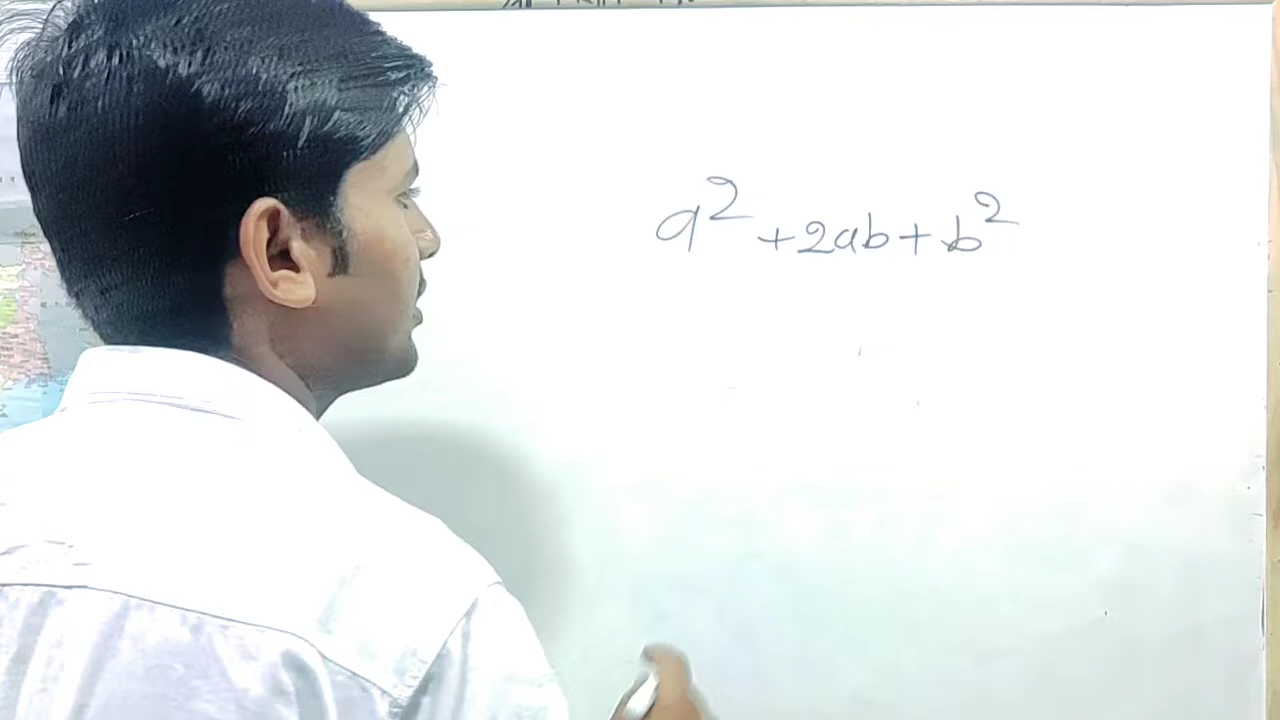 a² + 2ab + b²